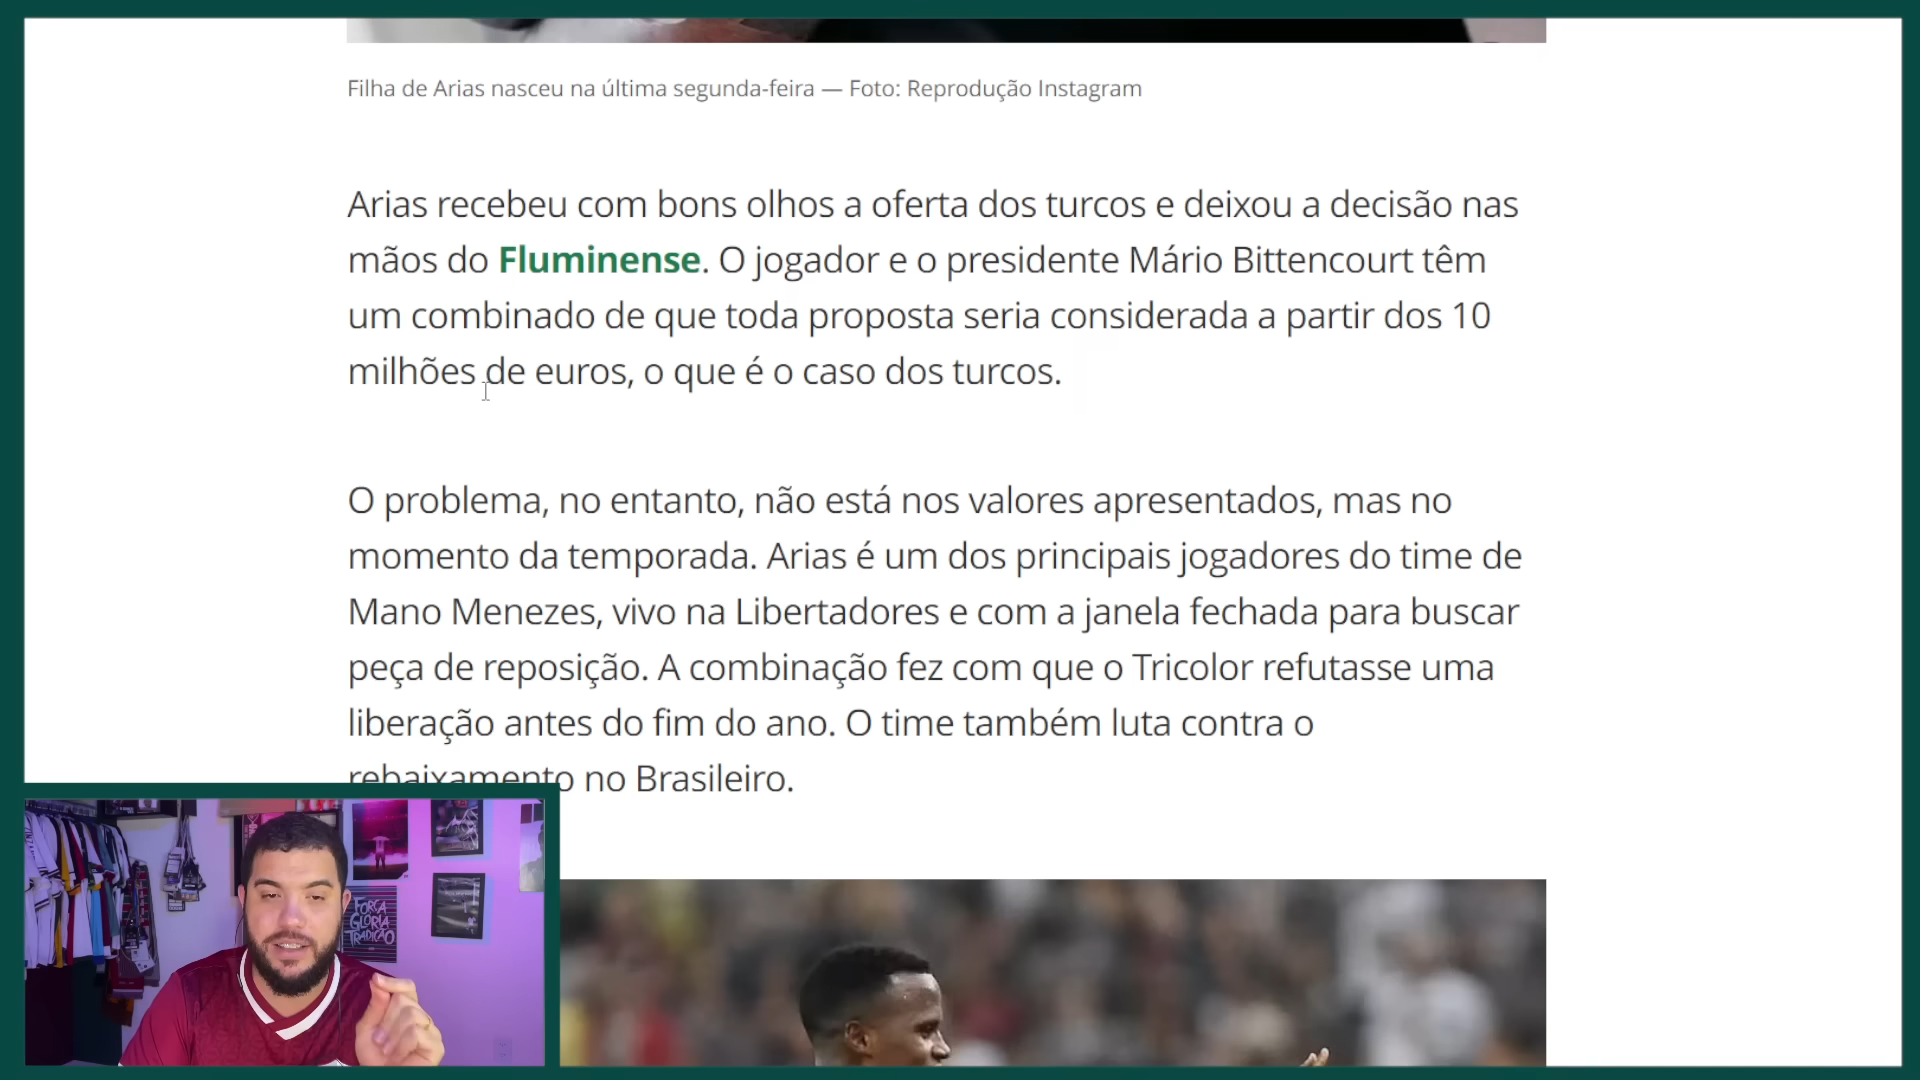 Filha de Arias nasceu na última segunda-feira — Foto: Reprodução Instagram
Arias recebeu com bons olhos a oferta dos turcos e deixou a decisão nas
mãos do Fluminense. O jogador e o presidente Mário Bittencourt têm
um combinado de que toda proposta seria considerada a partir dos 10
milhões de euros, o que é o caso dos turcos.
O problema, no entanto, não está nos valores apresentados, mas no
momento da temporada. Arias é um dos principais jogadores do time de
Mano Menezes, vivo na Libertadores e com a janela fechada para buscar
peça de reposição. A combinação fez com que o Tricolor refutasse uma
liberação antes do fim do ano. O time também luta contra o
rebaixamento no Brasileiro.
FORÇA
GLORIA
TRADIÇÃO